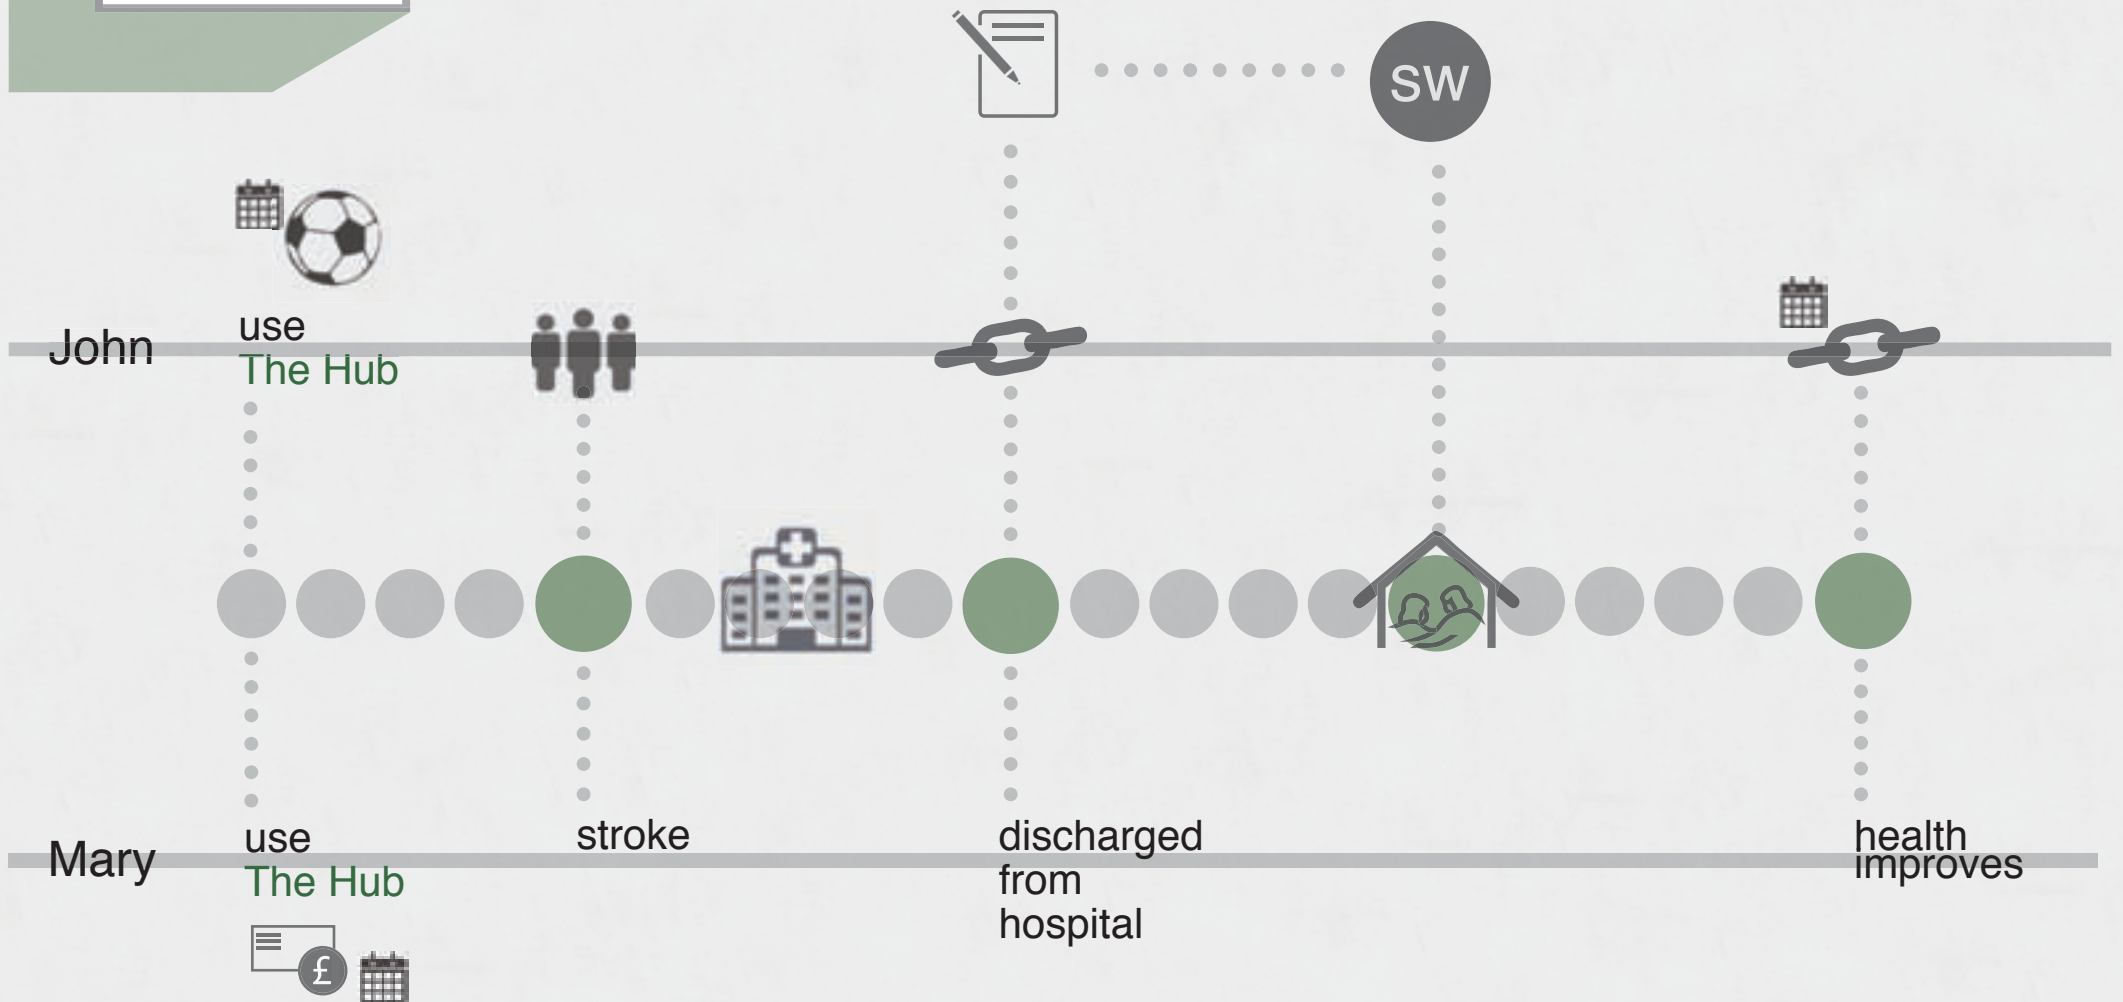 SW
John
use
The Hub
Mary
use
The Hub
stroke
discharged
from
hospital
health
improves
£